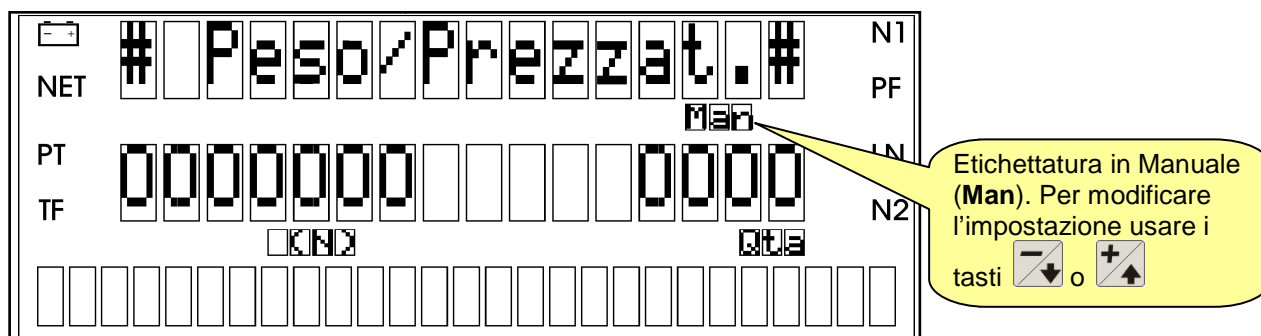 - +
# Peso/Prezzat.#
N1
NET
PF
Man
PT
0000000 0000
TF
N2
(N)
Qta
Etichettatura in Manuale
(Man). Per modificare
l'impostazione usare i
tasti o